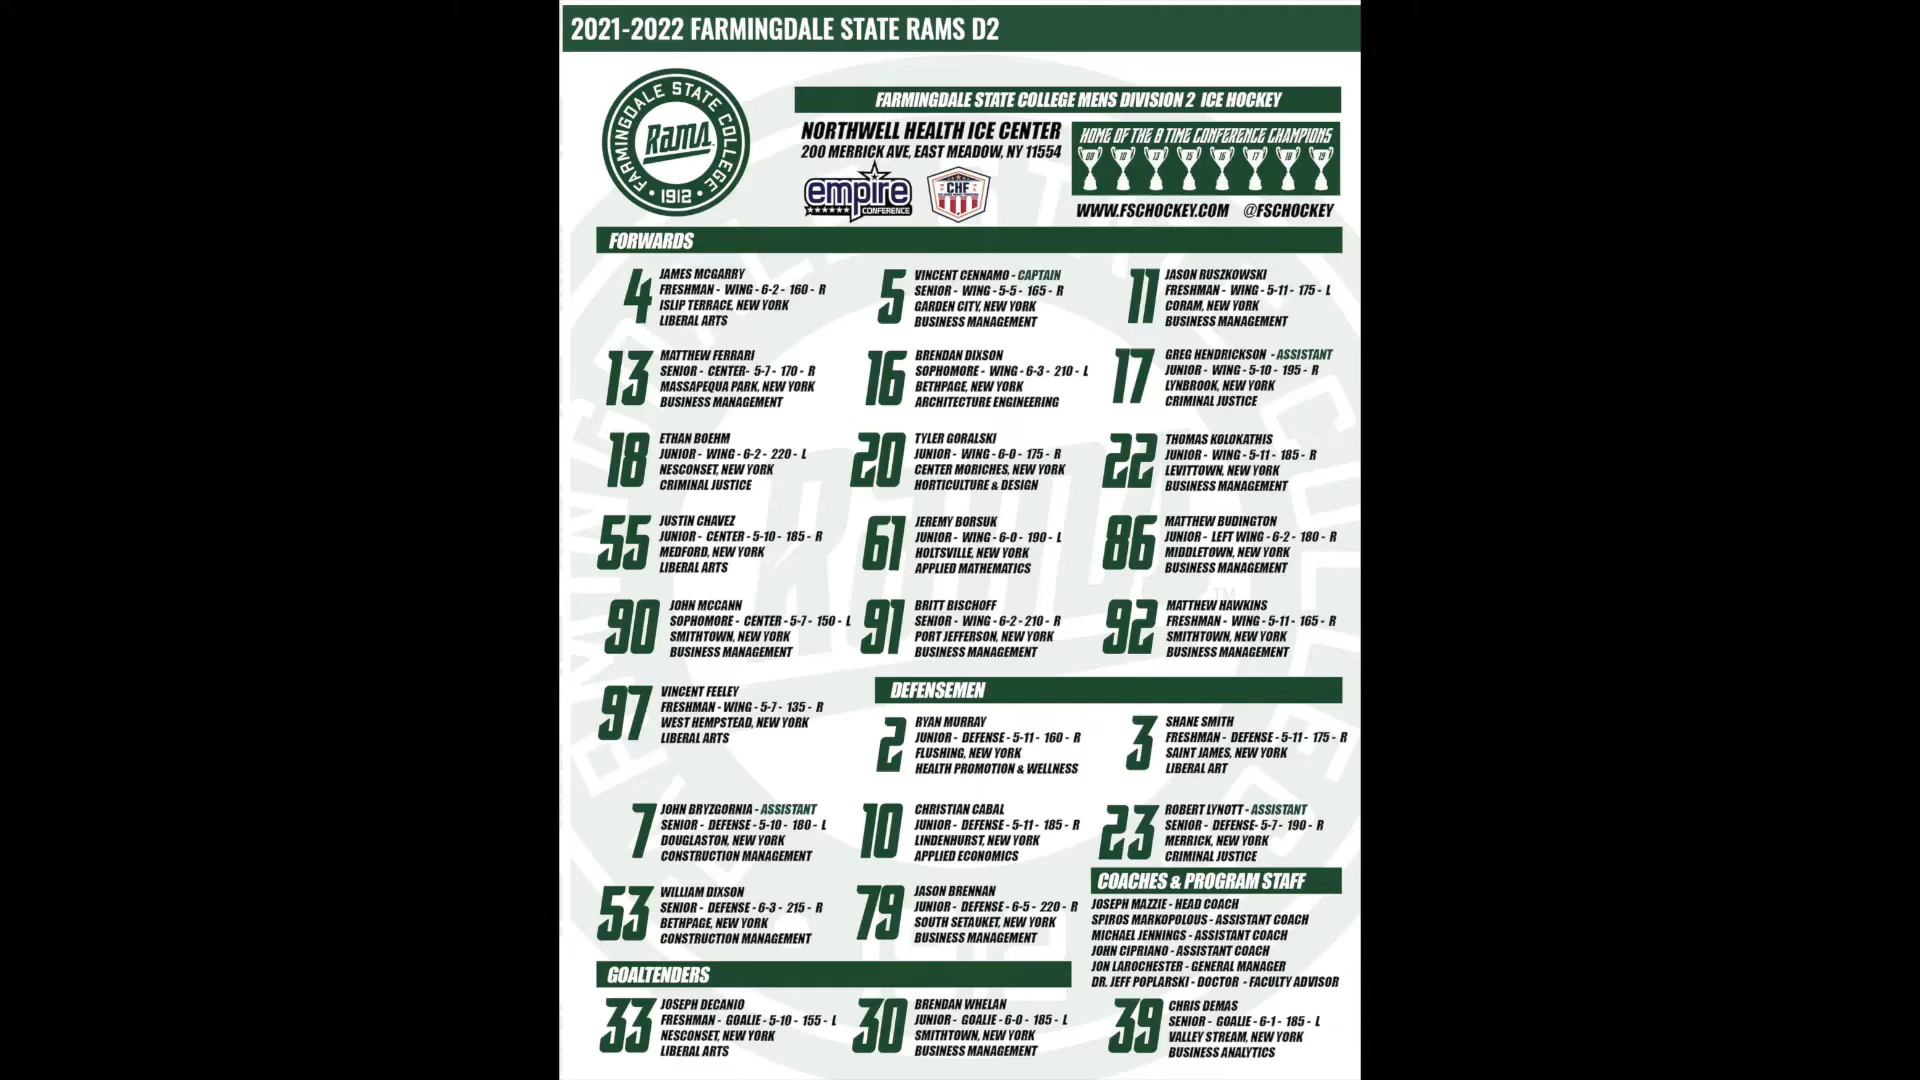 2021-2022 FARMINGDALE STATE RAMS D2
FARMINGDALE STATE COLLEGE
Rams
1912
FARMINGDALE STATE COLLEGE MENS DIVISION 2 ICE HOCKEY
NORTHWELL HEALTH ICE CENTER
200 MERRICK AVE, EAST MEADOW, NY 11554
empire
CONFERENCE
CHF
HOME OF THE 8 TIME CONFERENCE CHAMPIONS
08 10 13 15 16 17 18 19
WWW.FSCHOCKEY.COM @FSCHOCKEY
FORWARDS
4
JAMES MCGARRY
FRESHMAN - WING - 6-2 - 160 - R
ISLIP TERRACE, NEW YORK
LIBERAL ARTS
5
VINCENT CENNAMO - CAPTAIN
SENIOR - WING - 5-5 - 165 - R
GARDEN CITY, NEW YORK
BUSINESS MANAGEMENT
11
JASON RUSZKOWSKI
FRESHMAN - WING - 5-11 - 175 - L
CORAM, NEW YORK
BUSINESS MANAGEMENT
13
MATTHEW FERRARI
SENIOR - CENTER- 5-7 - 170 - R
MASSAPEQUA PARK, NEW YORK
BUSINESS MANAGEMENT
16
BRENDAN DIXSON
SOPHOMORE - WING - 6-3 - 210 - L
BETHPAGE, NEW YORK
ARCHITECTURE ENGINEERING
17
GREG HENDRICKSON - ASSISTANT
JUNIOR - WING - 5-10 - 195 - R
LYNBROOK, NEW YORK
CRIMINAL JUSTICE
18
ETHAN BOEHM
JUNIOR - WING - 6-2 - 220 - L
NESCONSET, NEW YORK
CRIMINAL JUSTICE
20
TYLER GORALSKI
JUNIOR - WING - 6-0 - 175 - R
CENTER MORICHES, NEW YORK
HORTICULTURE & DESIGN
22
THOMAS KOLOKATHIS
JUNIOR - WING - 5-11 - 185 - R
LEVITTOWN, NEW YORK
BUSINESS MANAGEMENT
55
JUSTIN CHAVEZ
JUNIOR - CENTER - 5-10 - 185 - R
MEDFORD, NEW YORK
LIBERAL ARTS
61
JEREMY BORSUK
JUNIOR - WING - 6-0 - 190 - L
HOLTSVILLE, NEW YORK
APPLIED MATHEMATICS
86
MATTHEW BUDINGTON
JUNIOR - LEFT WING - 6-2 - 180 - R
MIDDLETOWN, NEW YORK
BUSINESS MANAGEMENT
90
JOHN MCCANN
SOPHOMORE - CENTER - 5-7 - 150 - L
SMITHTOWN, NEW YORK
BUSINESS MANAGEMENT
91
BRITT BISCHOFF
SENIOR - WING - 6-2 - 210 - R
PORT JEFFERSON, NEW YORK
BUSINESS MANAGEMENT
92
MATTHEW HAWKINS
FRESHMAN - WING - 5-11 - 165 - R
SMITHTOWN, NEW YORK
BUSINESS MANAGEMENT
97
VINCENT FEELEY
FRESHMAN - WING - 5-7 - 135 - R
WEST HEMPSTEAD, NEW YORK
LIBERAL ARTS
DEFENSEMEN
2
RYAN MURRAY
JUNIOR - DEFENSE - 5-11 - 160 - R
FLUSHING, NEW YORK
HEALTH PROMOTION & WELLNESS
3
SHANE SMITH
FRESHMAN - DEFENSE - 5-11 - 175 - R
SAINT JAMES, NEW YORK
LIBERAL ART
7
JOHN BRYZGORNIA - ASSISTANT
SENIOR - DEFENSE - 5-10 - 180 - L
DOUGLASTON, NEW YORK
CONSTRUCTION MANAGEMENT
10
CHRISTIAN CABAL
JUNIOR - DEFENSE - 5-11 - 185 - R
LINDENHURST, NEW YORK
APPLIED ECONOMICS
23
ROBERT LYNOTT - ASSISTANT
SENIOR - DEFENSE- 5-7 - 190 - R
MERRICK, NEW YORK
CRIMINAL JUSTICE
53
WILLIAM DIXSON
SENIOR - DEFENSE - 6-3 - 215 - R
BETHPAGE, NEW YORK
CONSTRUCTION MANAGEMENT
79
JASON BRENNAN
JUNIOR - DEFENSE - 6-5 - 220 - R
SOUTH SETAUKET, NEW YORK
BUSINESS MANAGEMENT
COACHES & PROGRAM STAFF
JOSEPH MAZZIE - HEAD COACH
SPIROS MARKOPOLOUS - ASSISTANT COACH
MICHAEL JENNINGS - ASSISTANT COACH
JOHN CIPRIANO - ASSISTANT COACH
JON LAROCHESTER - GENERAL MANAGER
DR. JEFF POPLARSKI - DOCTOR - FACULTY ADVISOR
GOALTENDERS
33
JOSEPH DECANIO
FRESHMAN - GOALIE - 5-10 - 155 - L
NESCONSET, NEW YORK
LIBERAL ARTS
30
BRENDAN WHELAN
JUNIOR - GOALIE - 6-0 - 185 - L
SMITHTOWN, NEW YORK
BUSINESS MANAGEMENT
39
CHRIS DEMAS
SENIOR - GOALIE - 6-1 - 185 - L
VALLEY STREAM, NEW YORK
BUSINESS ANALYTICS